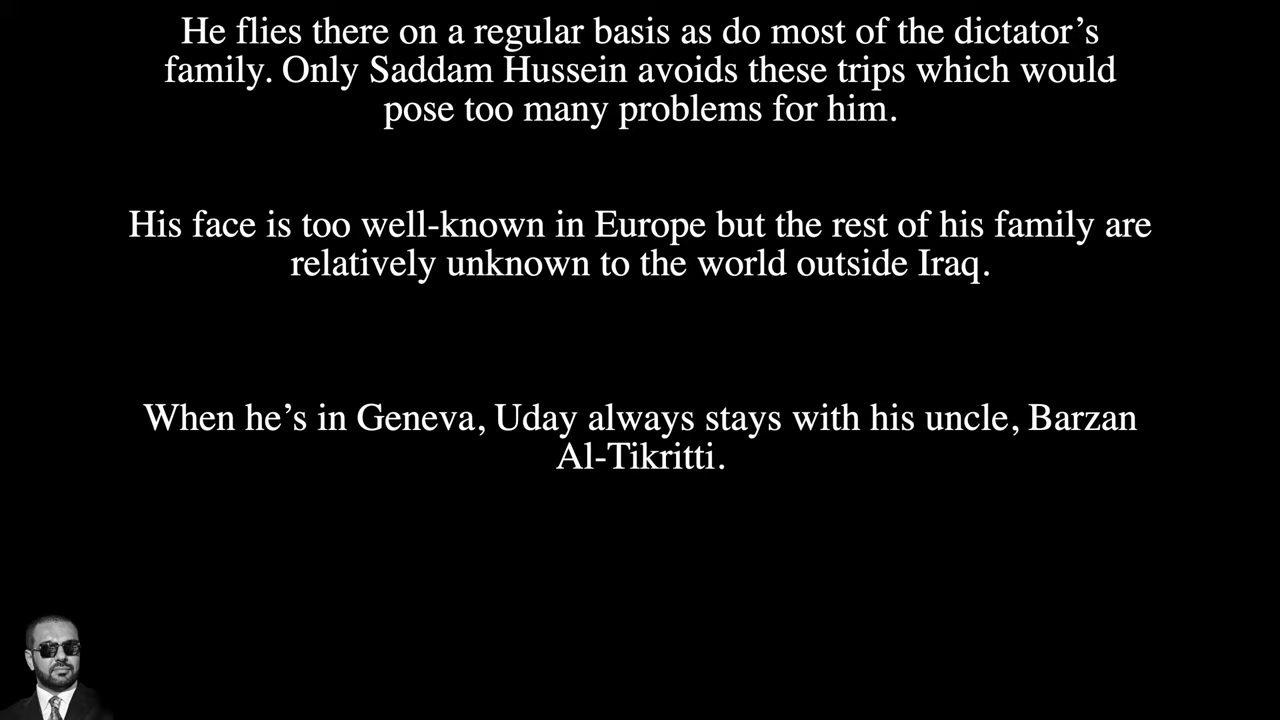 He flies there on a regular basis as do most of the dictator’s
family. Only Saddam Hussein avoids these trips which would
pose too many problems for him.
His face is too well-known in Europe but the rest of his family are
relatively unknown to the world outside Iraq.
When he’s in Geneva, Uday always stays with his uncle, Barzan
Al-Tikritti.